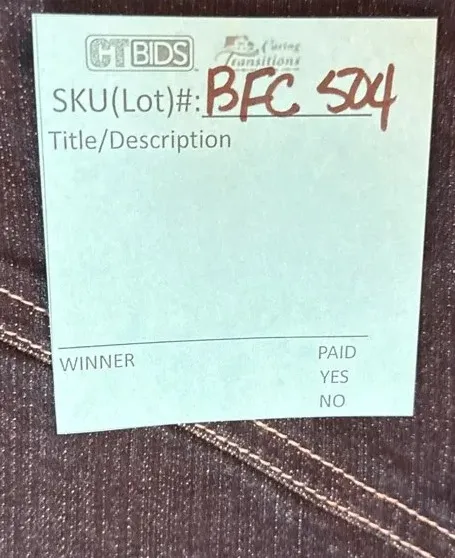 CTBIDS Caring
Transitions
SKU(Lot)#: BFC 504
Title/Description
WINNER PAID
YES
NO